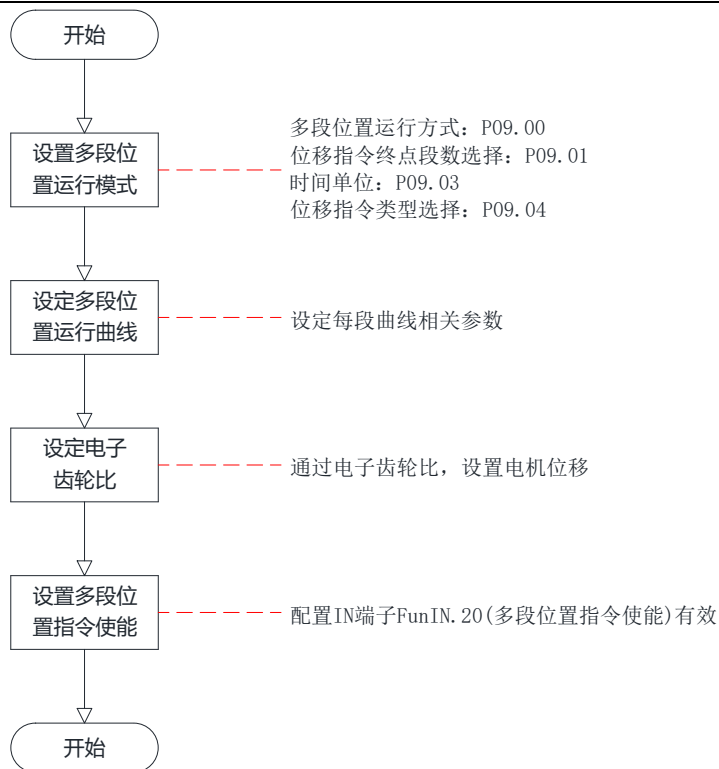 开始
设置多段位
置运行模式
多段位置运行方式：P09.00
位移指令终点段数选择：P09.01
时间单位：P09.03
位移指令类型选择：P09.04
设定多段位
置运行曲线
设定每段曲线相关参数
设定电子
齿轮比
通过电子齿轮比，设置电机位移
设置多段位
置指令使能
配置IN端子FunIN.20(多段位置指令使能)有效
开始